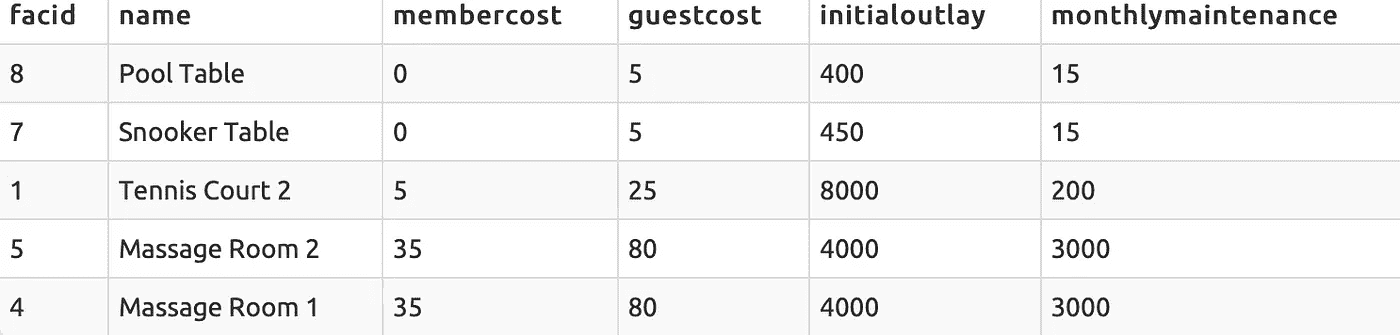 facid name membercost guestcost initialoutlay monthlymaintenance
8 Pool Table 0 5 400 15
7 Snooker Table 0 5 450 15
1 Tennis Court 2 5 25 8000 200
5 Massage Room 2 35 80 4000 3000
4 Massage Room 1 35 80 4000 3000